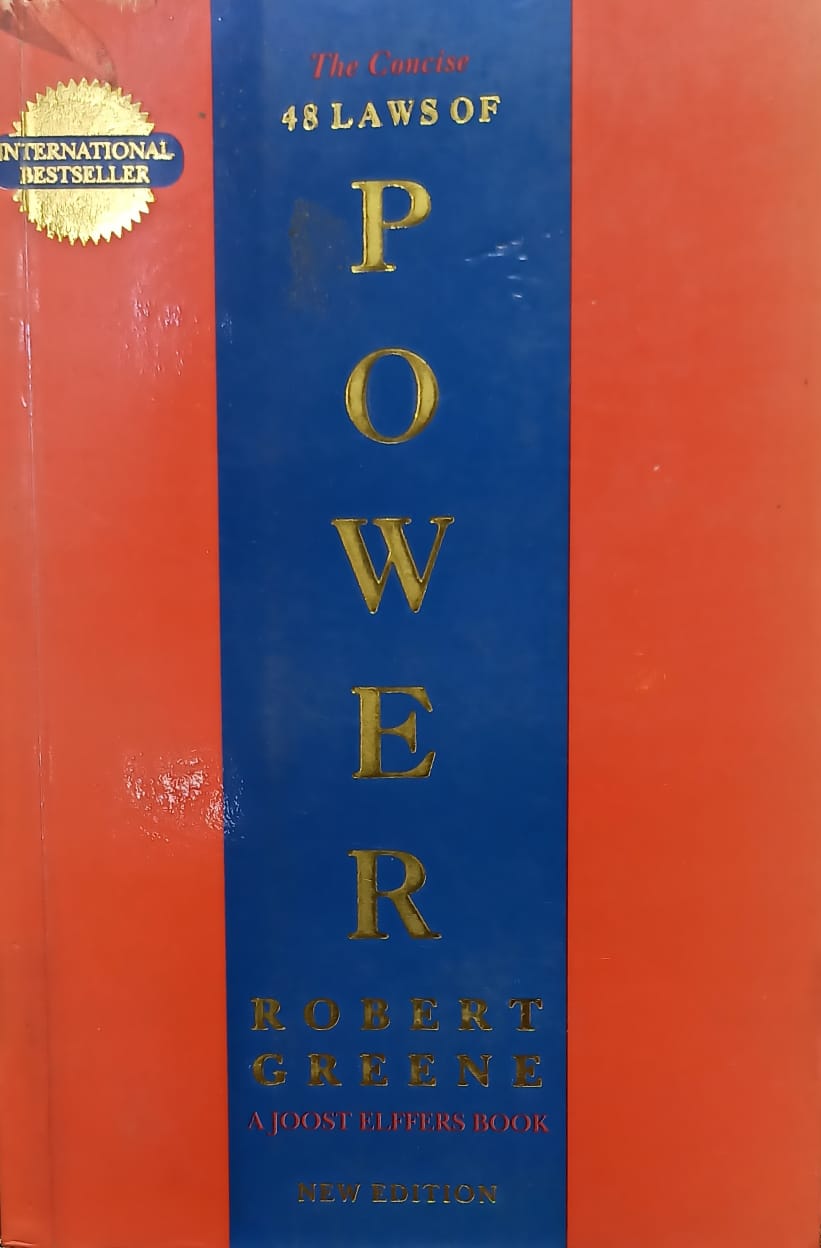 The Concise
48 LAWS OF
INTERNATIONAL
BESTSELLER
P
O
W
E
R
ROBERT
GREENE
A JOOST ELFFERS BOOK
NEW EDITION